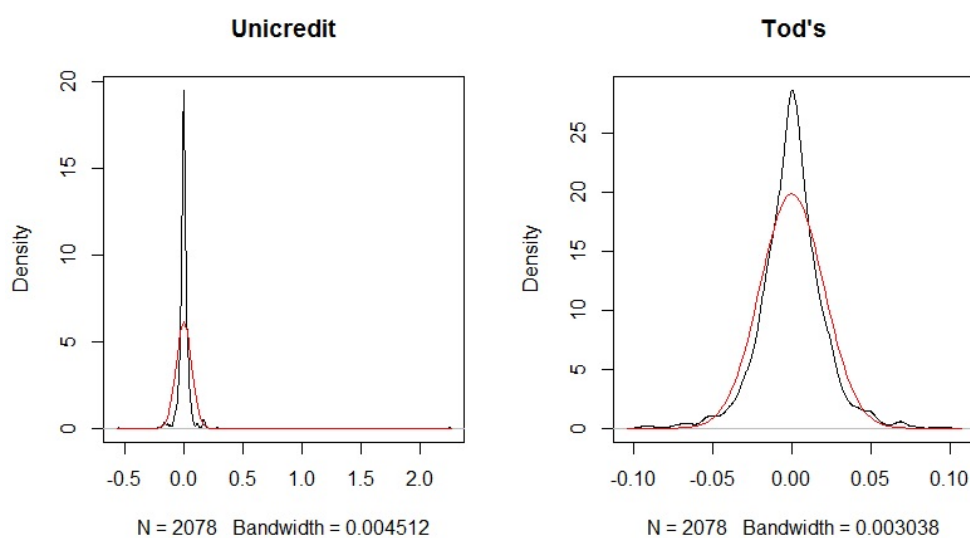 Unicredit
Density
20
15
10
5
0
-0.5 0.0 0.5 1.0 1.5 2.0
N = 2078 Bandwidth = 0.004512
Tod's
Density
25
20
15
10
5
0
-0.10 -0.05 0.00 0.05 0.10
N = 2078 Bandwidth = 0.003038